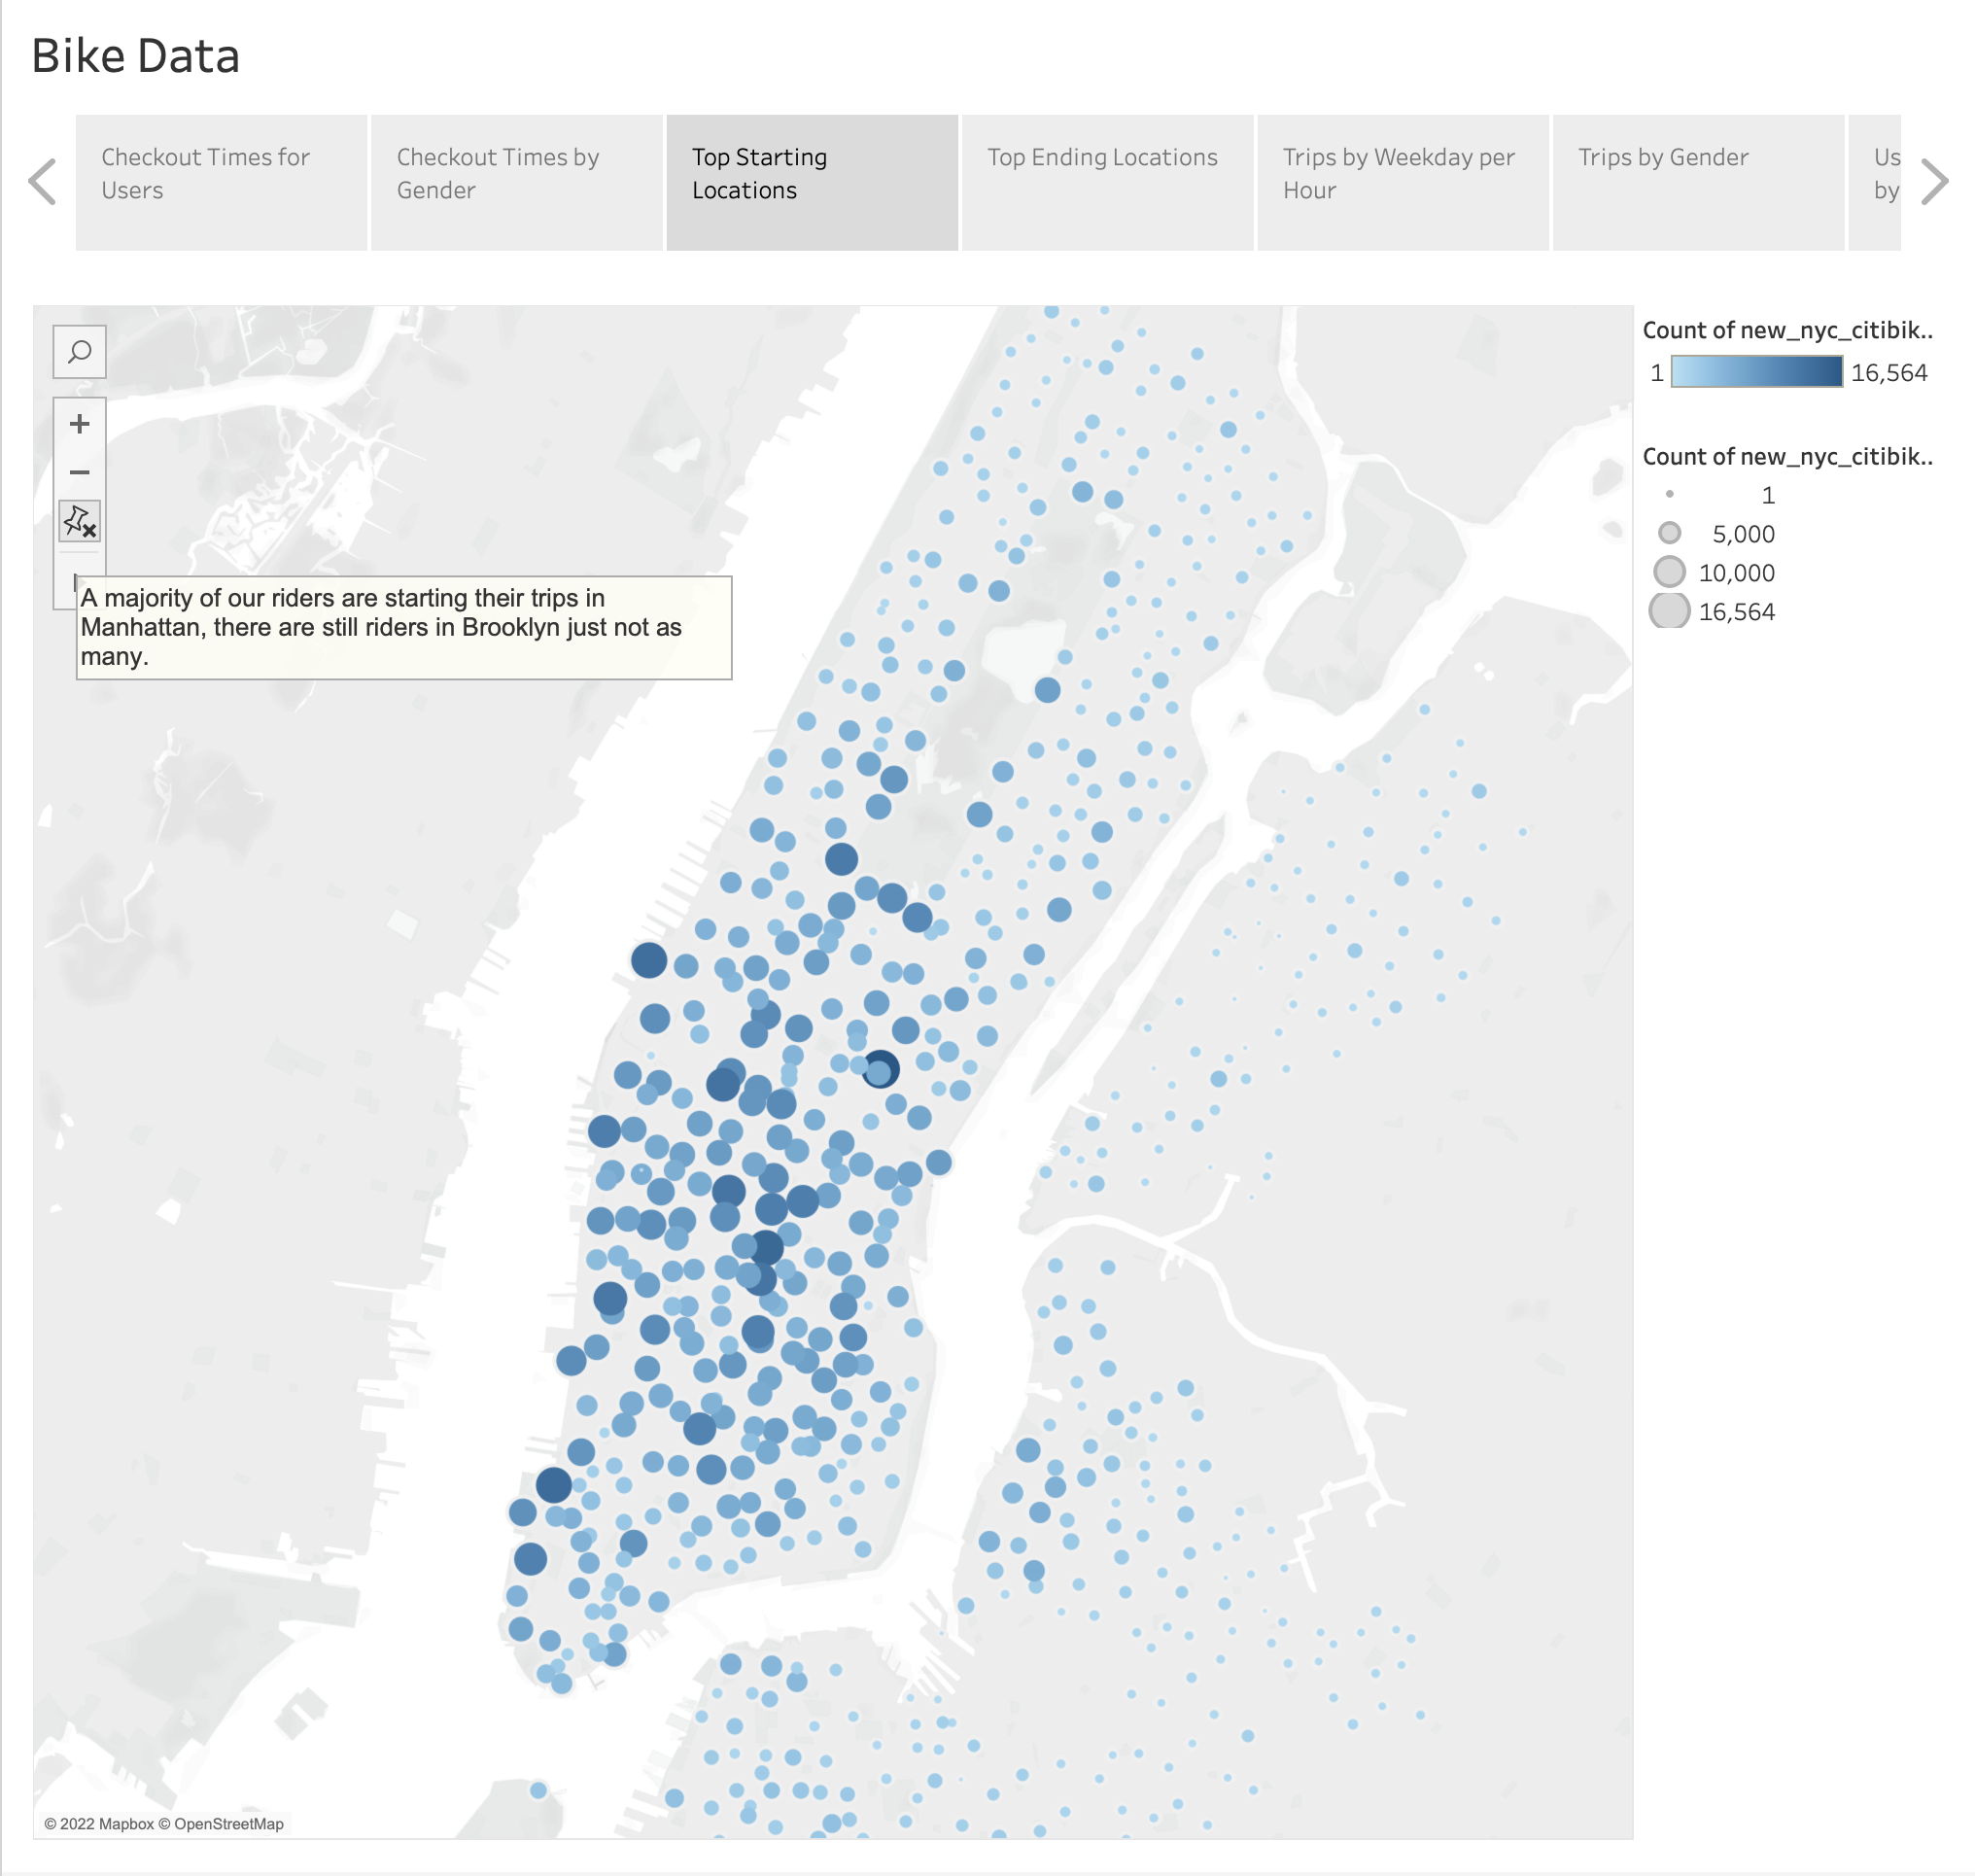 Bike Data
Checkout Times for
Users
Checkout Times by
Gender
Top Starting
Locations
Top Ending Locations
Trips by Weekday per
Hour
Trips by Gender
Us
by
Count of new_nyc_citibik..
1 16,564
Count of new_nyc_citibik..
1
5,000
10,000
16,564
A majority of our riders are starting their trips in
Manhattan, there are still riders in Brooklyn just not as
many.
© 2022 Mapbox © OpenStreetMap